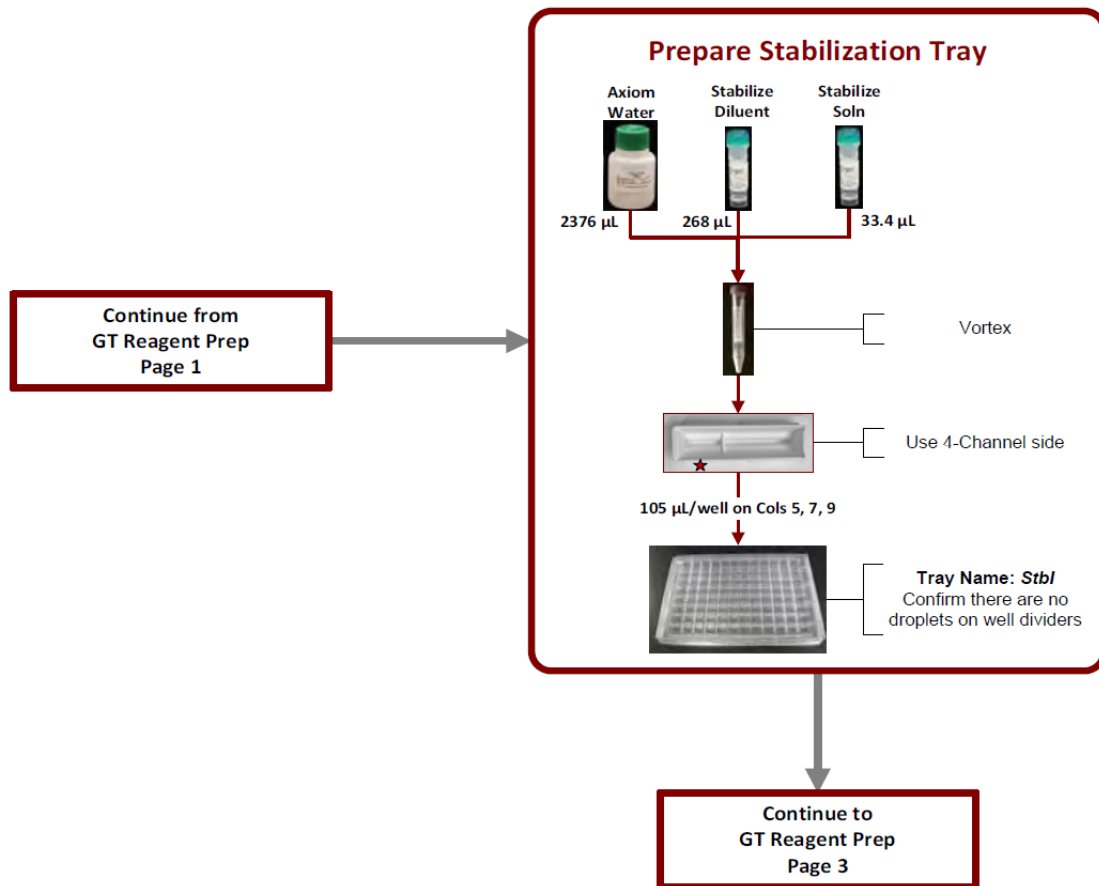 Prepare Stabilization Tray
Axiom
Water
Stabilize
Diluent
Stabilize
Soln
2376 µL
268 µL
33.4 µL
Continue from
GT Reagent Prep
Page 1
Vortex
Use 4-Channel side
105 µL/well on Cols 5, 7, 9
Tray Name: Stbl
Confirm there are no
droplets on well dividers
Continue to
GT Reagent Prep
Page 3